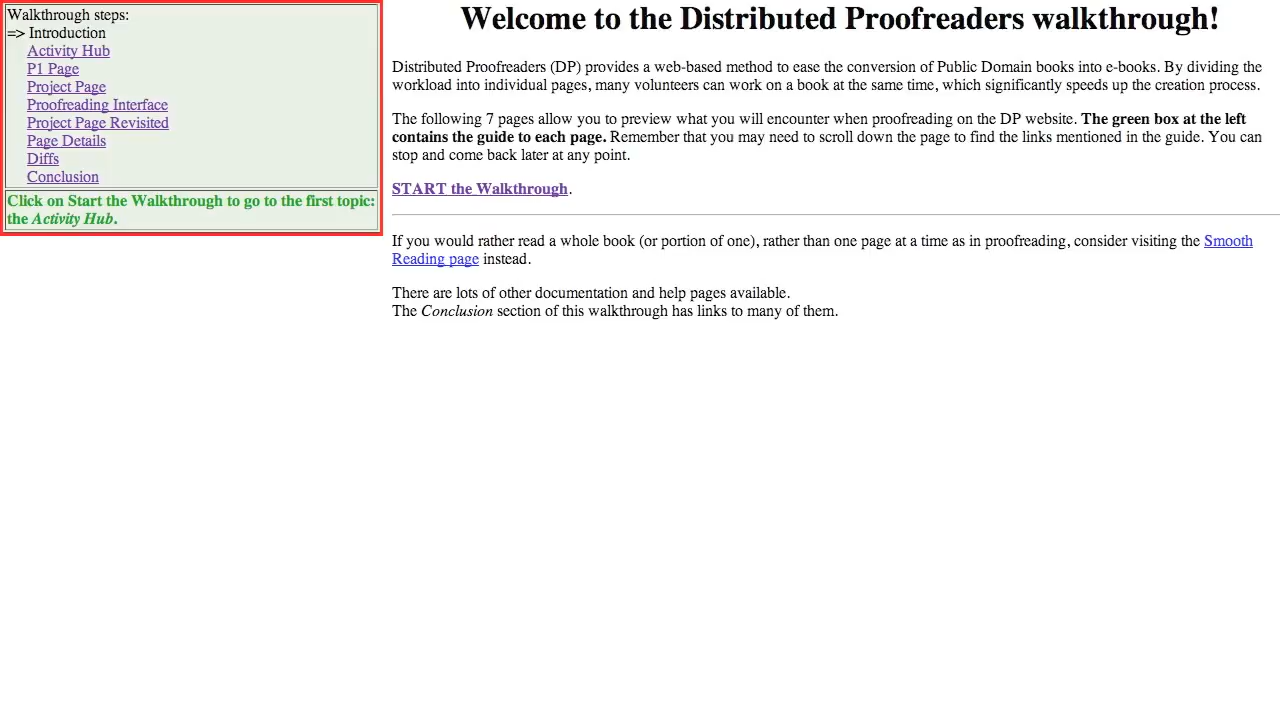 Walkthrough steps:
=> Introduction
Activity Hub
P1 Page
Project Page
Proofreading Interface
Project Page Revisited
Page Details
Diffs
Conclusion
Click on Start the Walkthrough to go to the first topic:
the Activity Hub.
Welcome to the Distributed Proofreaders walkthrough!
Distributed Proofreaders (DP) provides a web-based method to ease the conversion of Public Domain books into e-books. By dividing the
workload into individual pages, many volunteers can work on a book at the same time, which significantly speeds up the creation process.
The following 7 pages allow you to preview what you will encounter when proofreading on the DP website. The green box at the left
contains the guide to each page. Remember that you may need to scroll down the page to find the links mentioned in the guide. You can
stop and come back later at any point.
START the Walkthrough.
If you would rather read a whole book (or portion of one), rather than one page at a time as in proofreading, consider visiting the Smooth
Reading page instead.
There are lots of other documentation and help pages available.
The Conclusion section of this walkthrough has links to many of them.